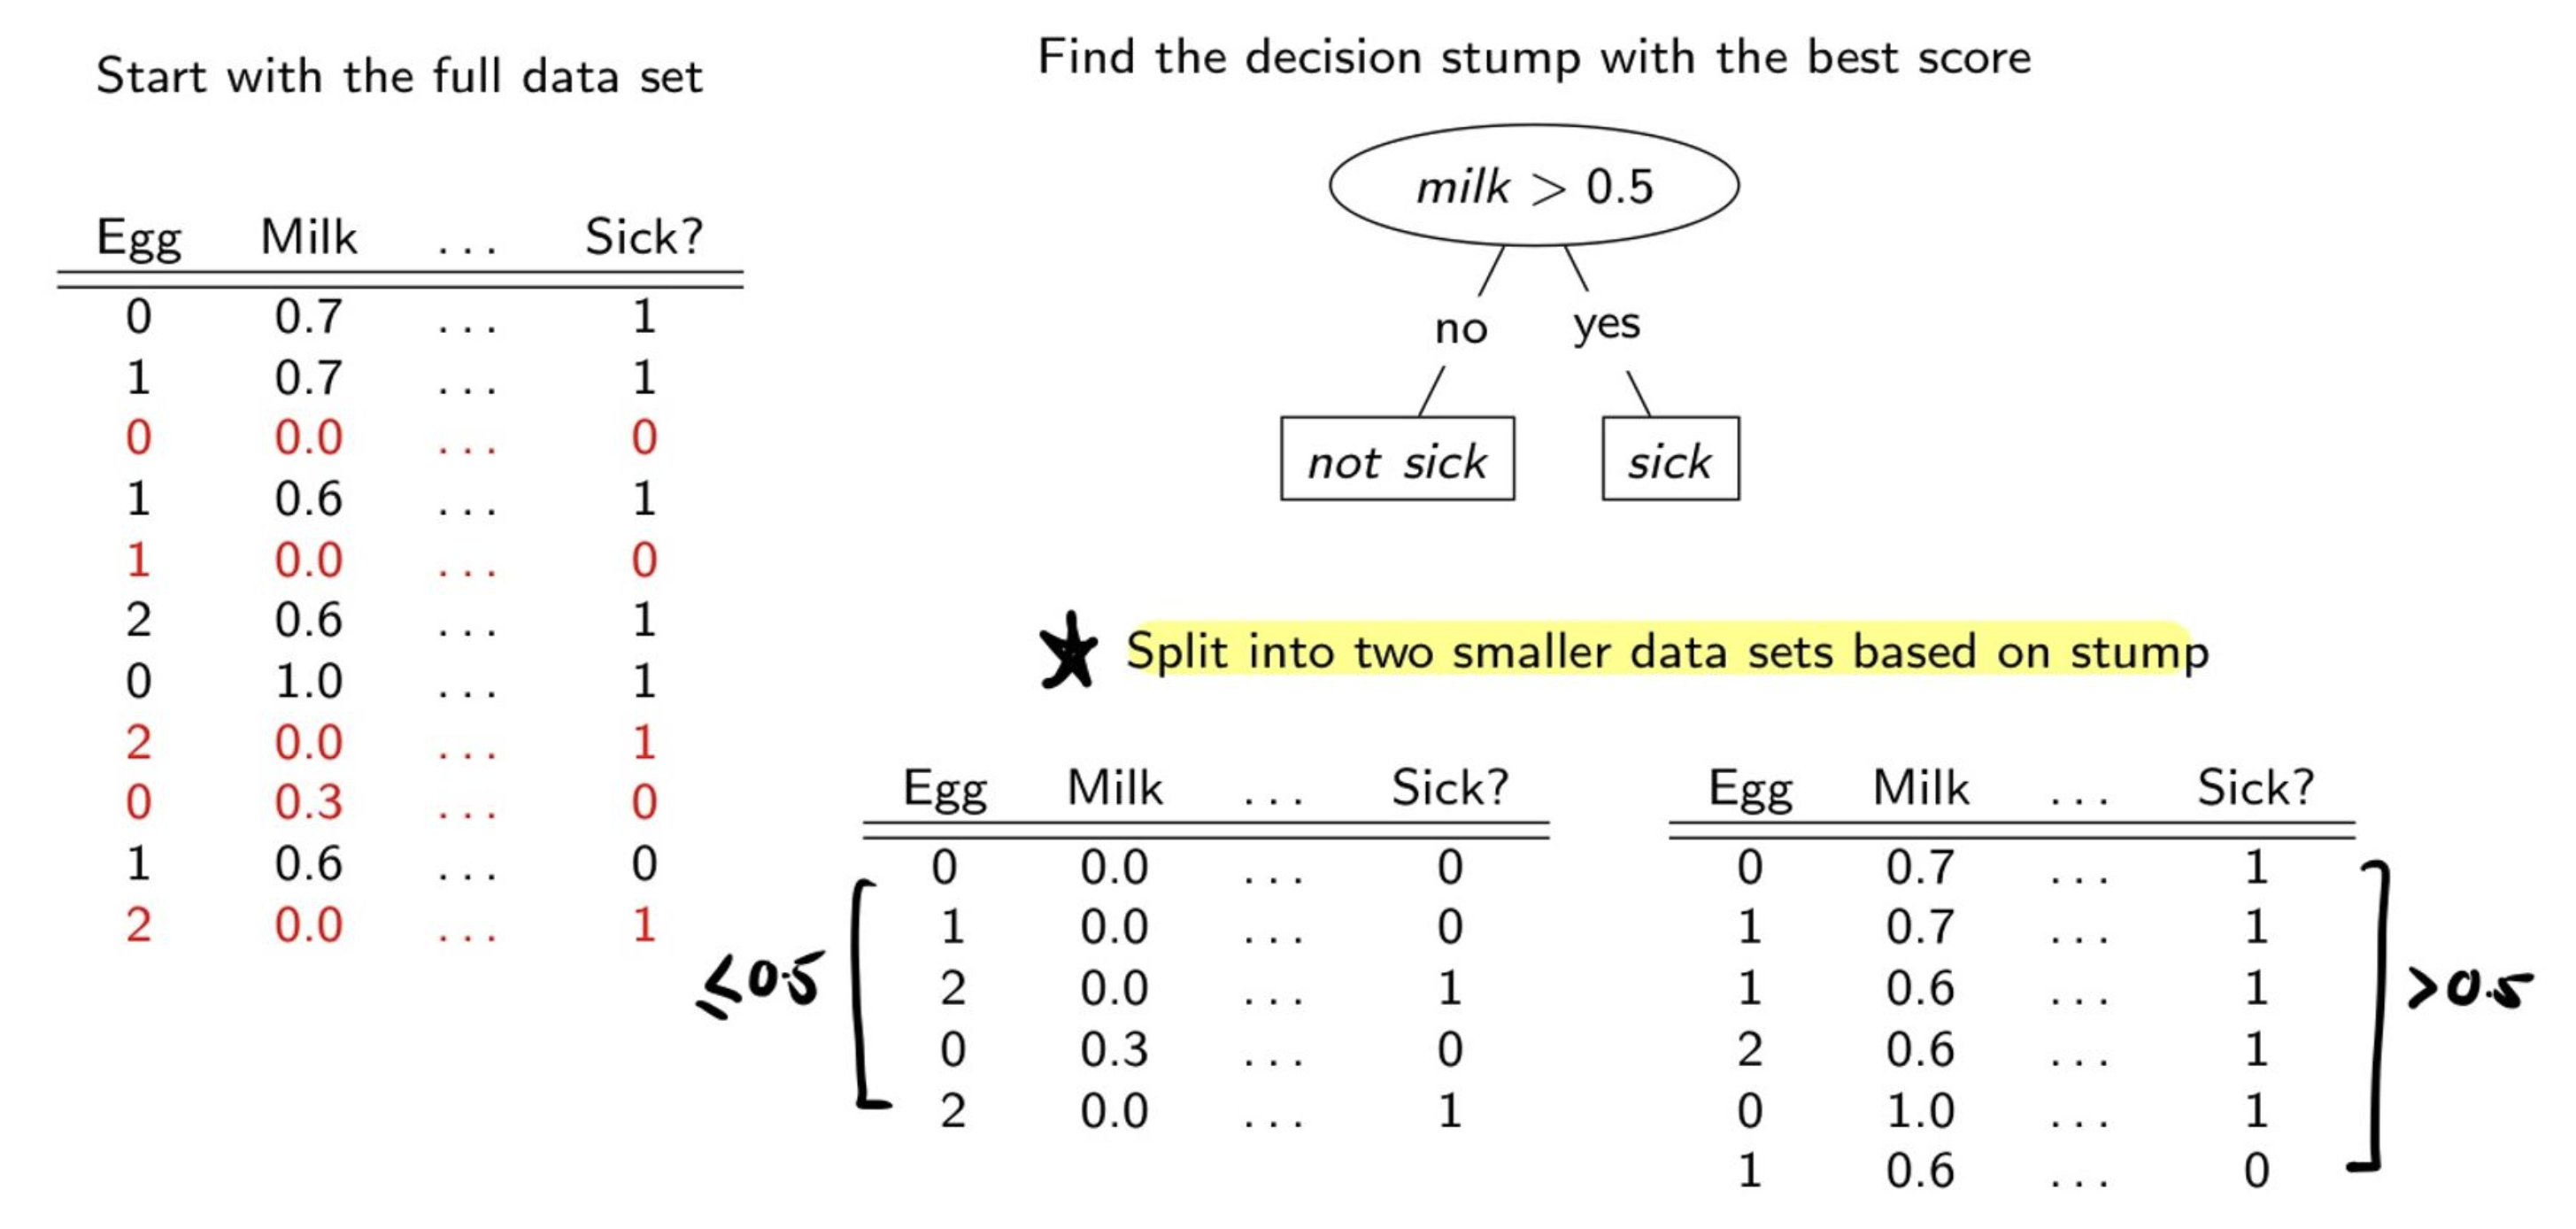 Start with the full data set
Egg Milk ... Sick?
0 0.7 ... 1
1 0.7 ... 1
0 0.0 ... 0
1 0.6 ... 1
1 0.0 ... 0
2 0.6 ... 1
0 1.0 ... 1
2 0.0 ... 1
0 0.3 ... 0
1 0.6 ... 0
2 0.0 ... 1
Find the decision stump with the best score
milk > 0.5
no yes
not sick sick
Split into two smaller data sets based on stump
≤0.5
Egg Milk ... Sick?
0 0.0 ... 0
1 0.0 ... 0
2 0.0 ... 1
0 0.3 ... 0
2 0.0 ... 1
Egg Milk ... Sick?
0 0.7 ... 1
1 0.7 ... 1
1 0.6 ... 1
2 0.6 ... 1
0 1.0 ... 1
1 0.6 ... 0
>0.5